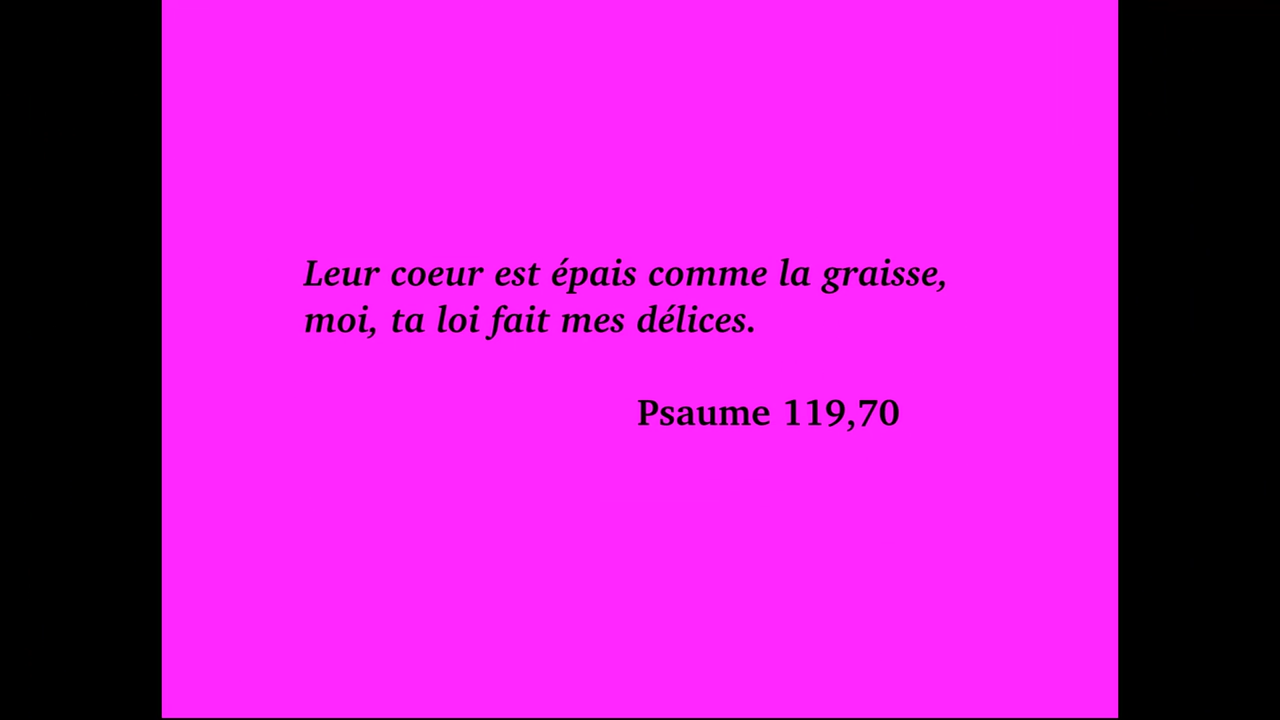 Leur coeur est épais comme la graisse,
moi, ta loi fait mes délices.
Psaume 119,70